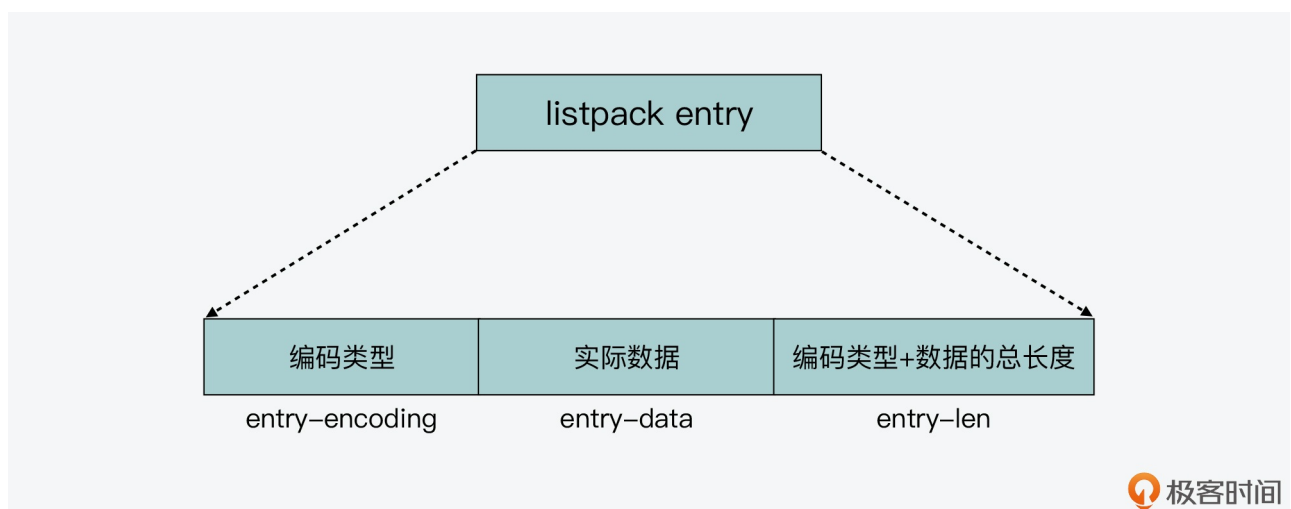 listpack entry
编码类型
实际数据
编码类型+数据的总长度
entry-encoding
entry-data
entry-len
极客时间